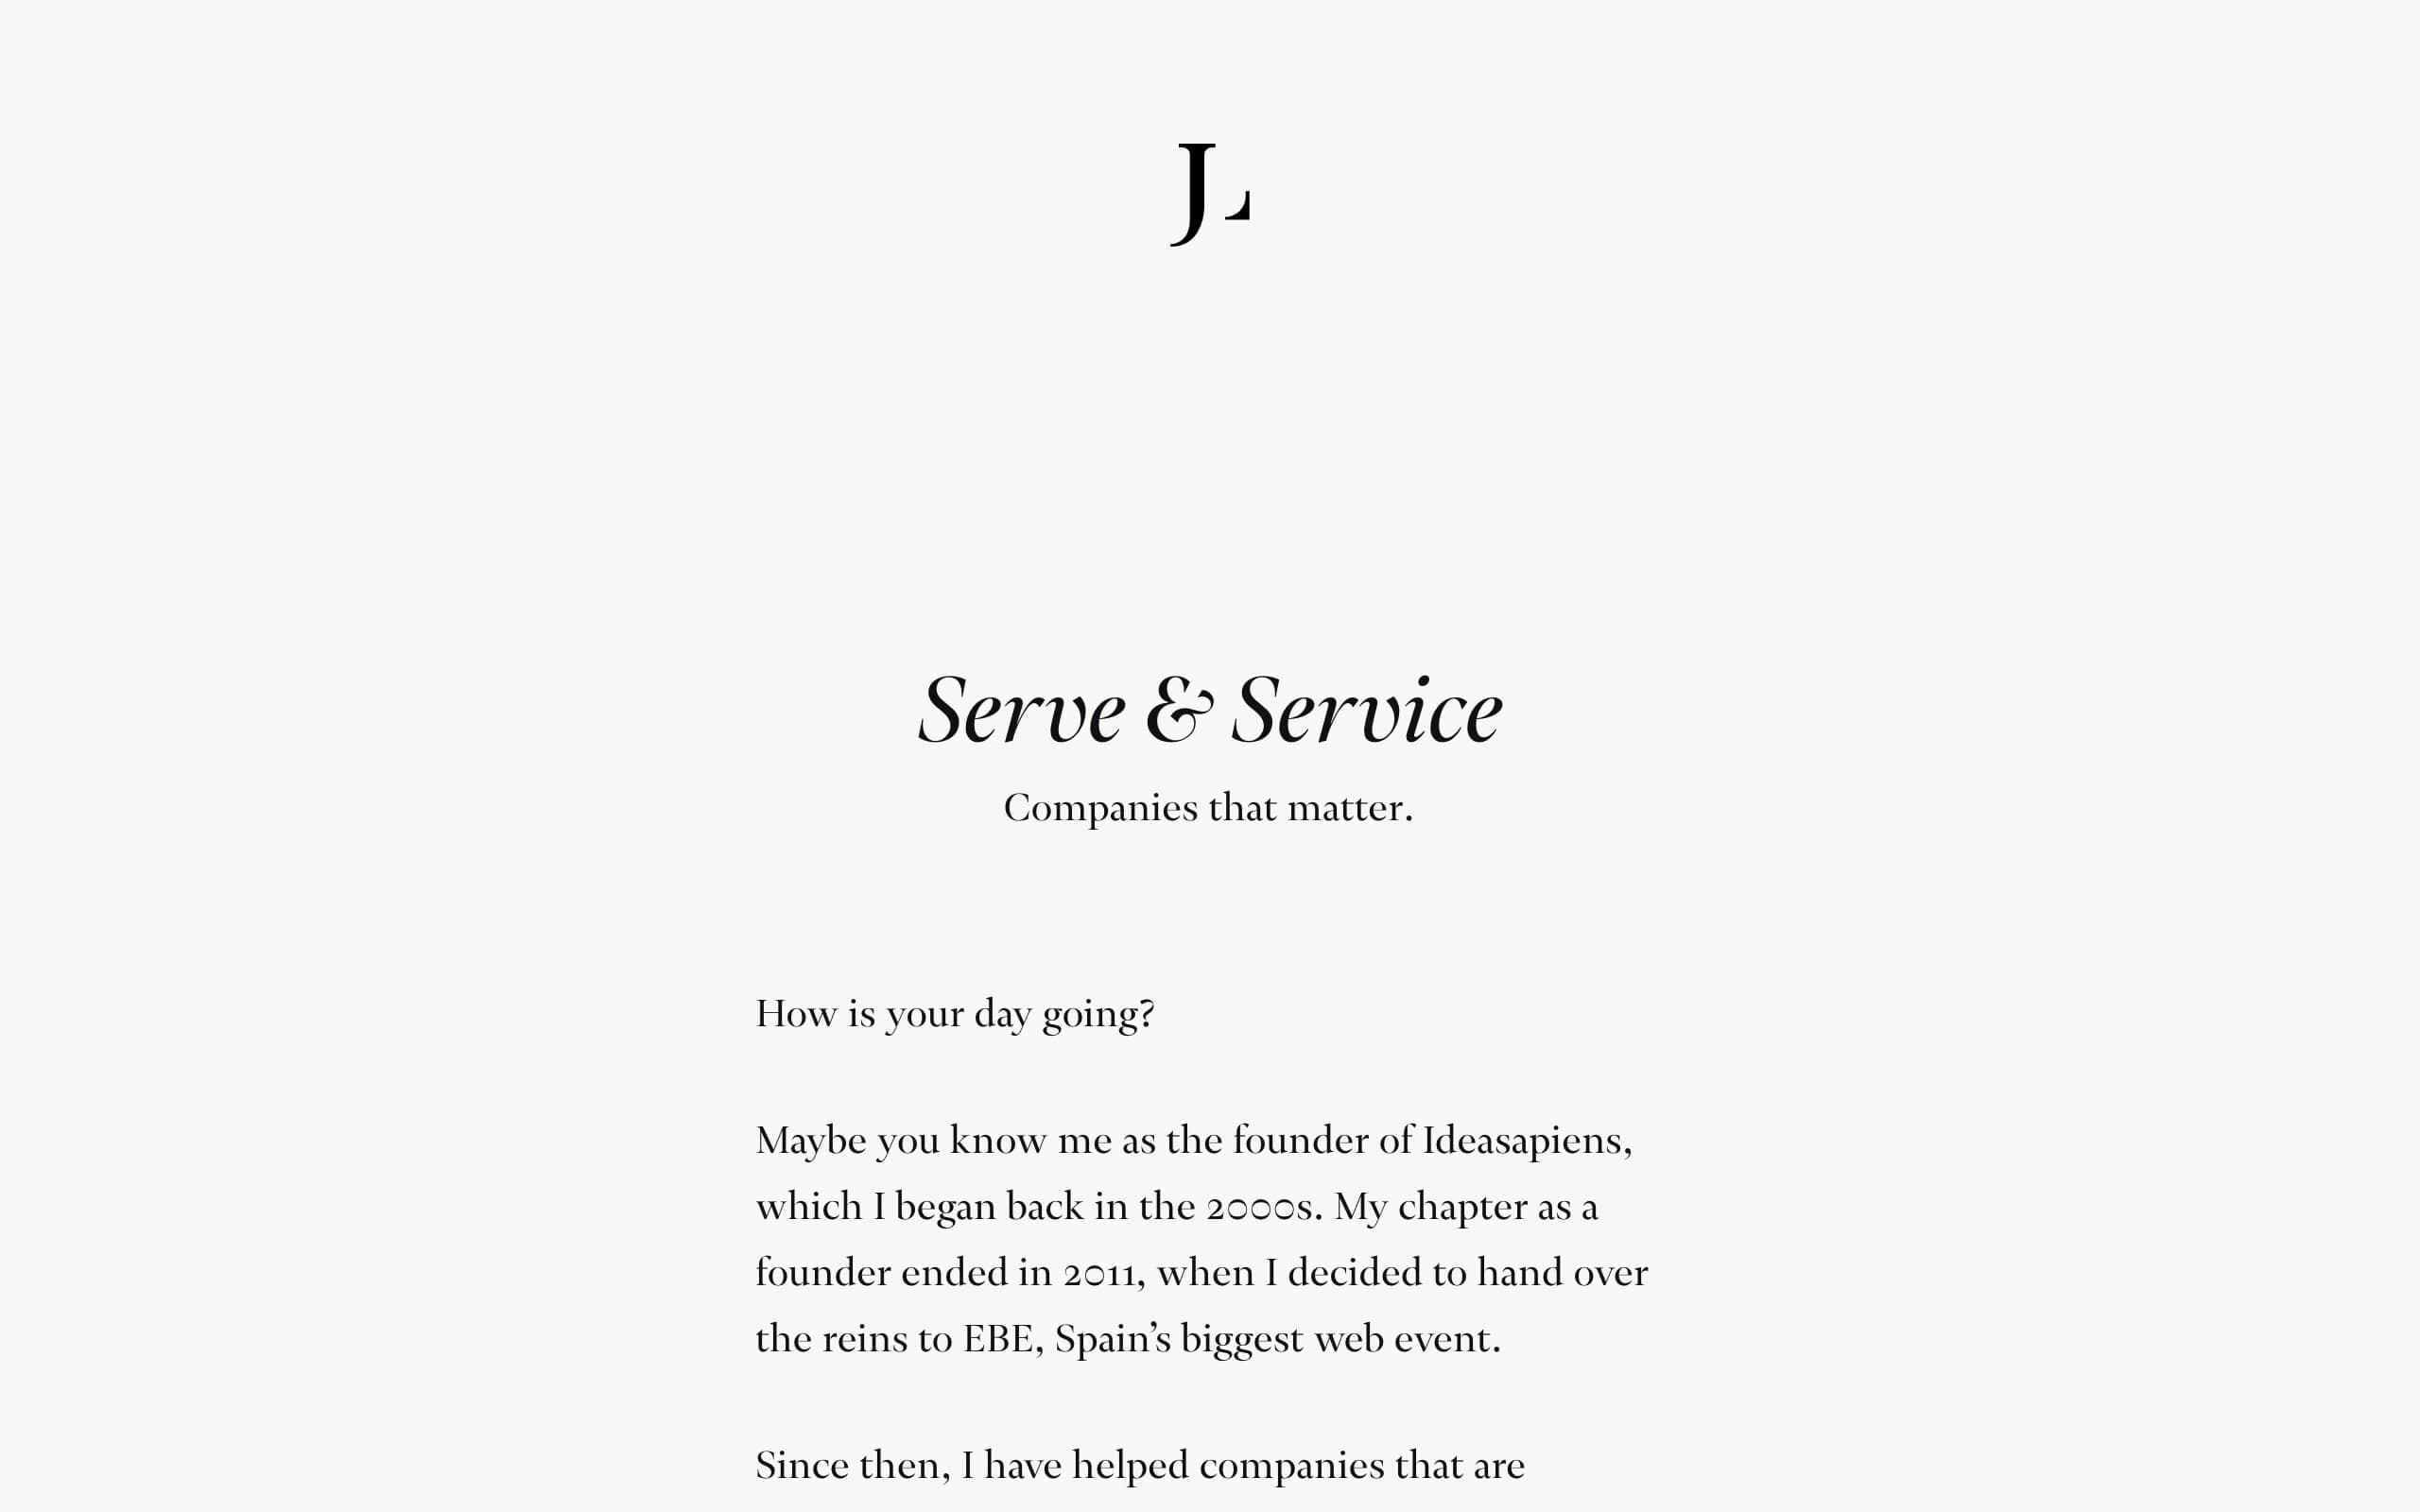 JL
Serve & Service
Companies that matter.
How is your day going?
Maybe you know me as the founder of Ideasapiens,
which I began back in the 2000s. My chapter as a
founder ended in 2011, when I decided to hand over
the reins to EBE, Spain’s biggest web event.
Since then, I have helped companies that are